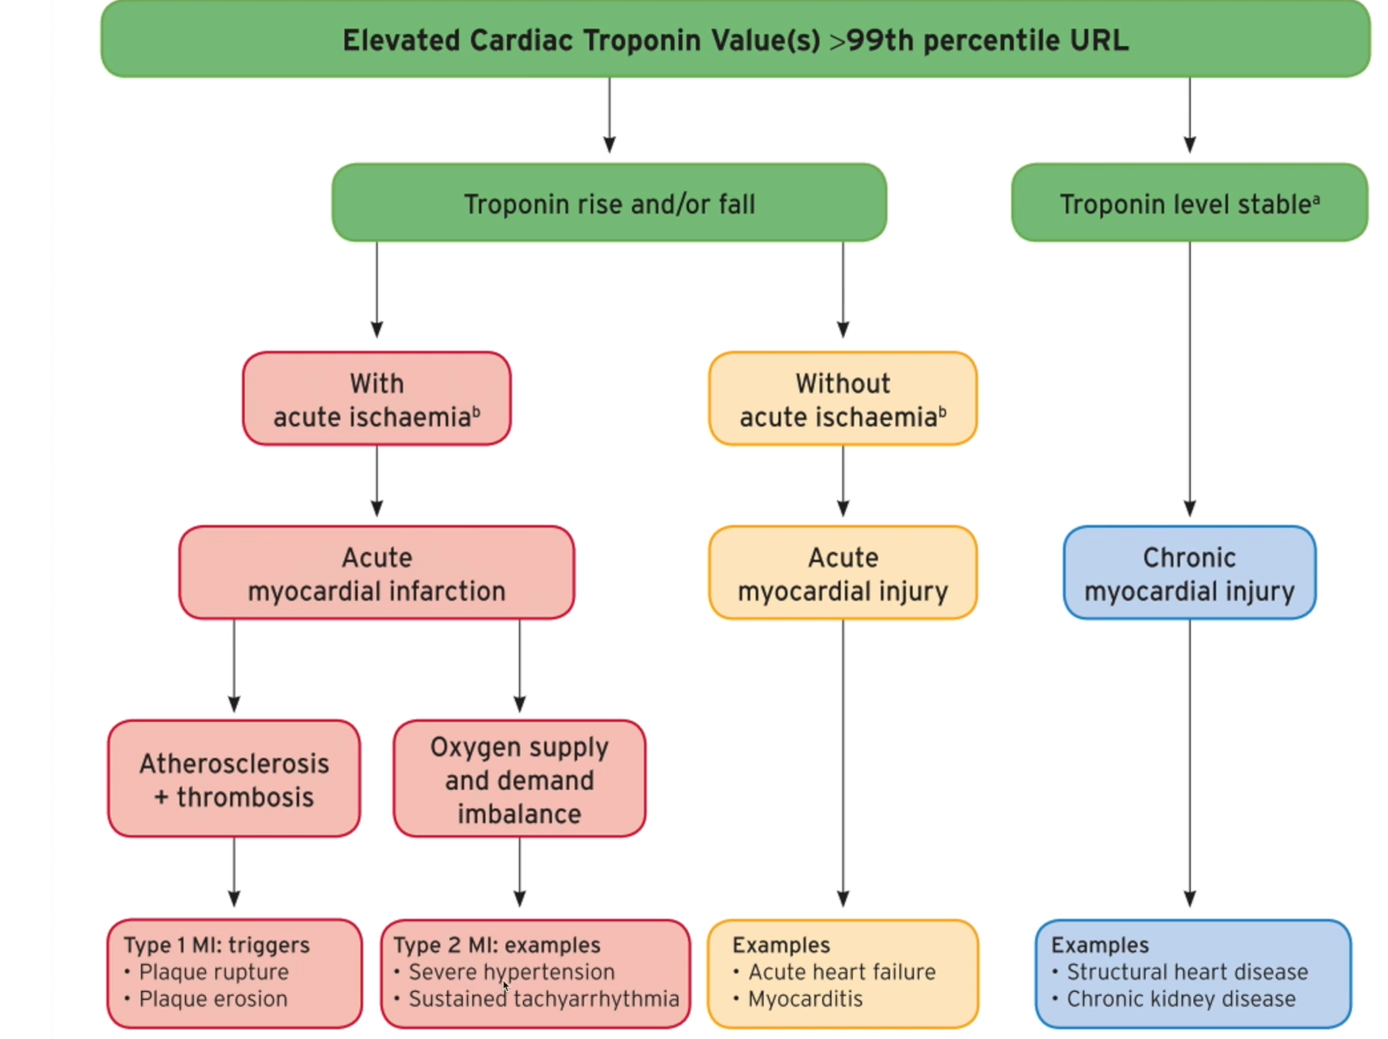 Elevated Cardiac Troponin Value(s) >99th percentile URL
Troponin rise and/or fall
Troponin level stableᵃ
With
acute ischaemiaᵇ
Without
acute ischaemiaᵇ
Acute
myocardial infarction
Acute
myocardial injury
Chronic
myocardial injury
Atherosclerosis
+ thrombosis
Oxygen supply
and demand
imbalance
Type 1 MI: triggers
• Plaque rupture
• Plaque erosion
Type 2 MI: examples
• Severe hypertension
• Sustained tachyarrhythmia
Examples
• Acute heart failure
• Myocarditis
Examples
• Structural heart disease
• Chronic kidney disease